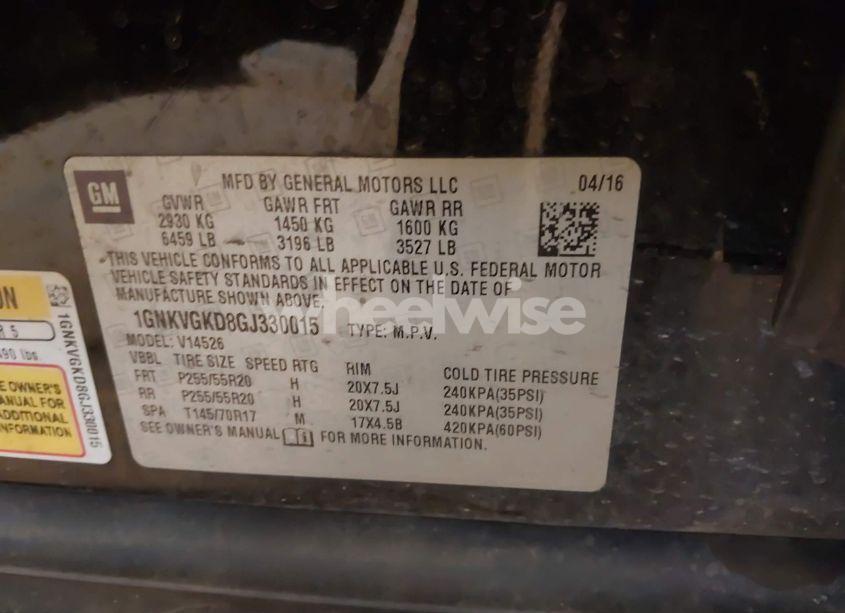 GM
MFD BY GENERAL MOTORS LLC 04/16
GVWR GAWR FRT GAWR RR
2930 KG 1450 KG 1600 KG
6459 LB 3196 LB 3527 LB
THIS VEHICLE CONFORMS TO ALL APPLICABLE U.S. FEDERAL MOTOR
VEHICLE SAFETY STANDARDS IN EFFECT ON THE DATE OF
MANUFACTURE SHOWN ABOVE.
1GNKVGKD8GJ330015 TYPE: M.P.V.
MODEL: V14526
VBBL TIRE SIZE SPEED RTG RIM COLD TIRE PRESSURE
FRT P255/55R20 H 20X7.5J 240KPA(35PSI)
RR P255/55R20 H 20X7.5J 240KPA(35PSI)
SPA T145/70R17 M 17X4.5B 420KPA(60PSI)
SEE OWNER'S MANUAL FOR MORE INFORMATION.
wheelwise
ON
R 5
lbs.
OWNER'S
MANUAL FOR
ADDITIONAL
INFORMATION
1GNKVGKD8GJ330015